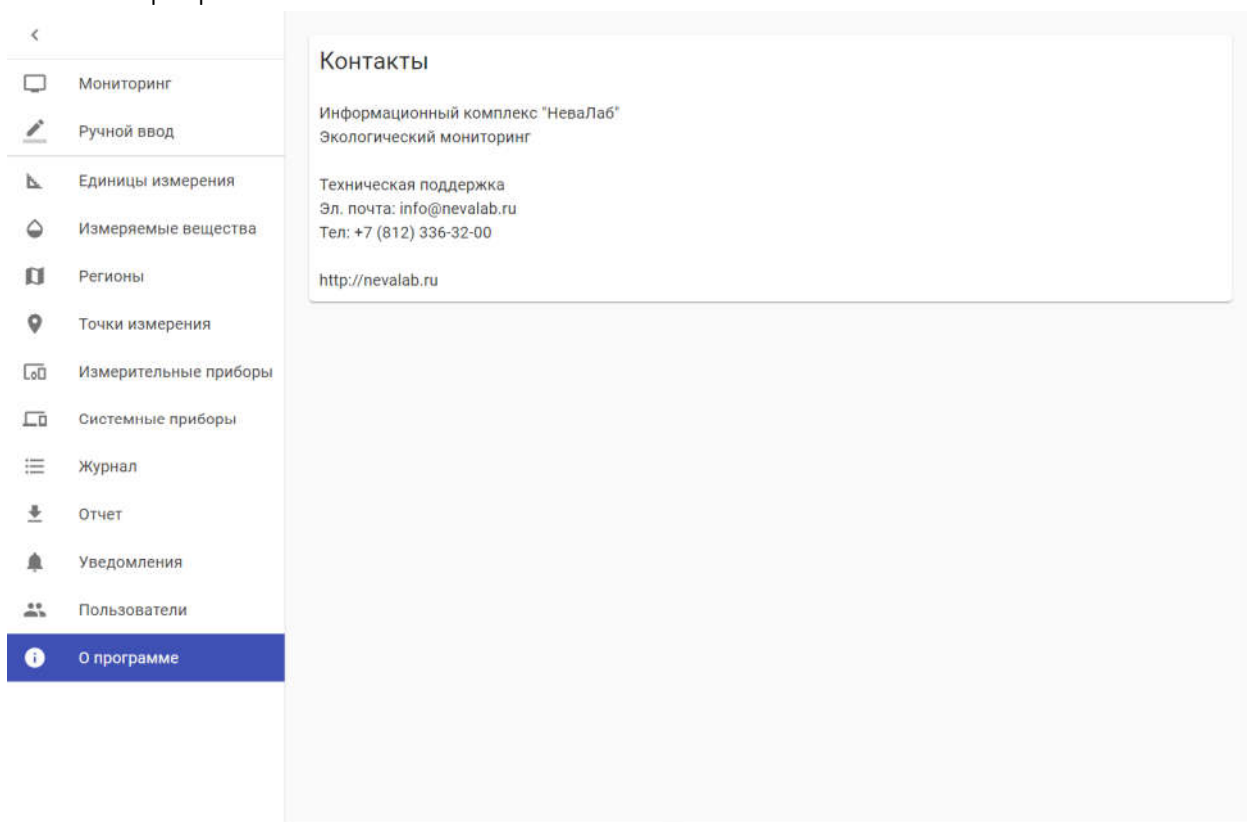 Мониторинг
Ручной ввод
Единицы измерения
Измеряемые вещества
Регионы
Точки измерения
Измерительные приборы
Системные приборы
Журнал
Отчет
Уведомления
Пользователи
О программе
Контакты
Информационный комплекс "НеваЛаб"
Экологический мониторинг
Техническая поддержка
Эл. почта: info@nevalab.ru
Тел: +7 (812) 336-32-00
http://nevalab.ru